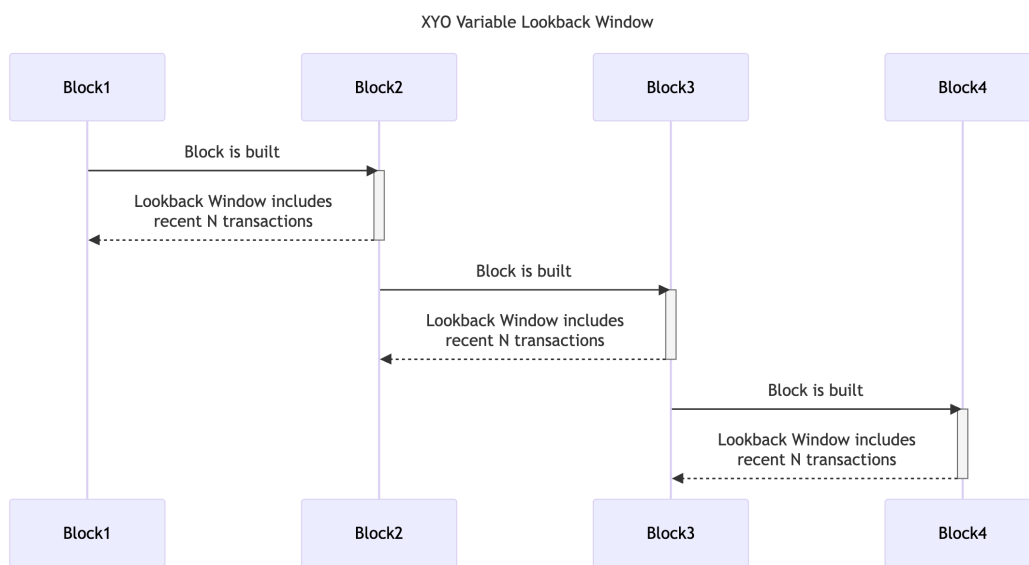 XYO Variable Lookback Window
Block1
Block2
Block3
Block4
Block is built
Lookback Window includes
recent N transactions
Block is built
Lookback Window includes
recent N transactions
Block is built
Lookback Window includes
recent N transactions
Block1
Block2
Block3
Block4